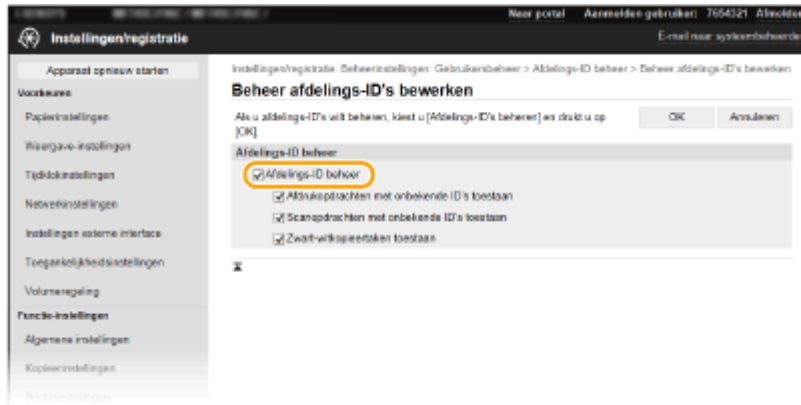 Naar portal Aanmelden gebruiker: 7654321 Afmelden
Instellingen/registratie
E-mail naar systeembeheerder
Apparaat opnieuw starten
Voorkeuren
Papierinstellingen
Weergave-instellingen
Tijdklokinstellingen
Netwerkinstellingen
Instellingen externe interface
Toegankelijkheidsinstellingen
Volumeregeling
Functie-instellingen
Algemene instellingen
Kopieerinstellingen
Instellingen/registratie: Beheerinstellingen: Gebruikersbeheer > Afdelings-ID beheer > Beheer afdelings-ID's bewerken
Beheer afdelings-ID's bewerken
Als u afdelings-ID's wilt beheren, kiest u [Afdelings-ID's beheren] en drukt u op
[OK].
OK Annuleren
Afdelings-ID beheer
Afdelings-ID beheer
Afdrukopdrachten met onbekende ID's toestaan
Scanopdrachten met onbekende ID's toestaan
Zwart-witkopieertaken toestaan